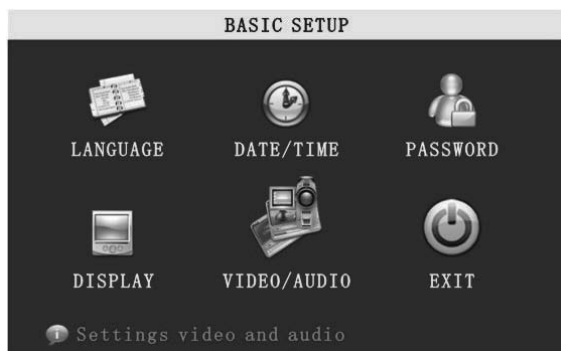 BASIC SETUP
LANGUAGE DATE/TIME PASSWORD
DISPLAY VIDEO/AUDIO EXIT
Settings video and audio